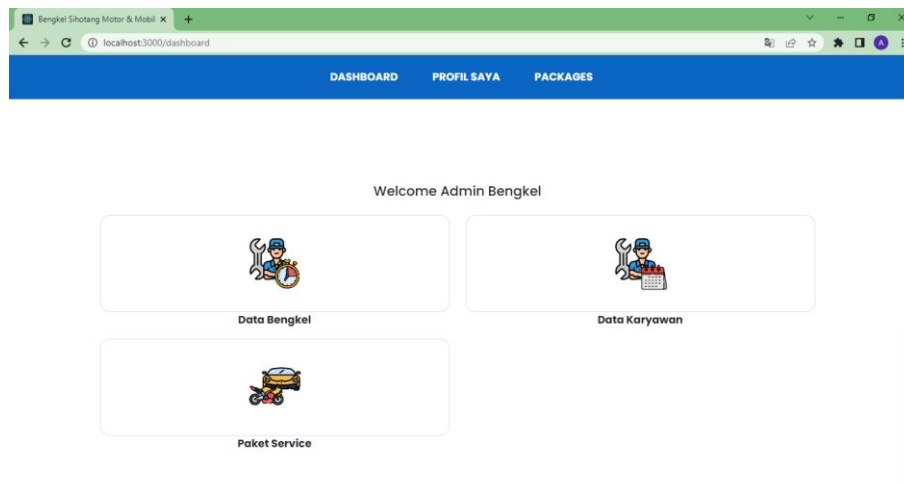 Bengkel Sihotang Motor & Mobil
localhost:3000/dashboard
A
DASHBOARD PROFIL SAYA PACKAGES
Welcome Admin Bengkel
Data Bengkel Data Karyawan
Paket Service